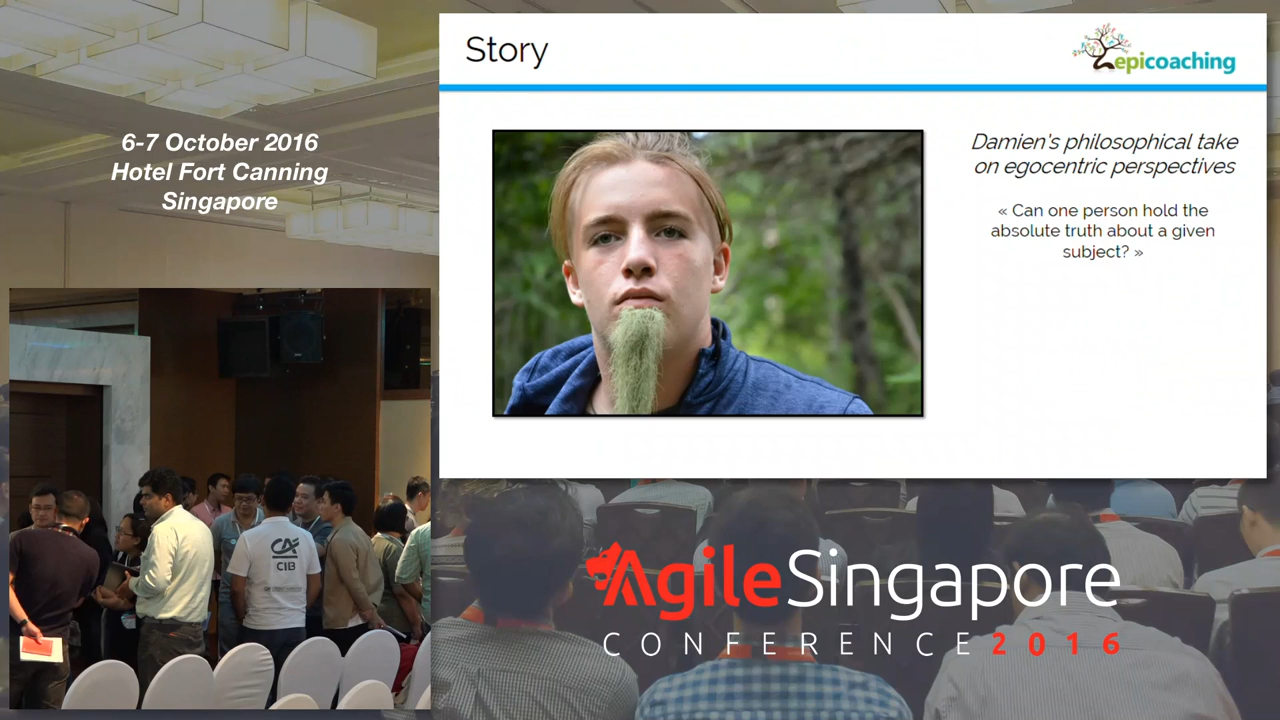 6-7 October 2016
Hotel Fort Canning
Singapore
Story
epicoaching
Damien's philosophical take
on egocentric perspectives
« Can one person hold the
absolute truth about a given
subject? »
CA
CIB
AgileSingapore
CONFERENCE2016